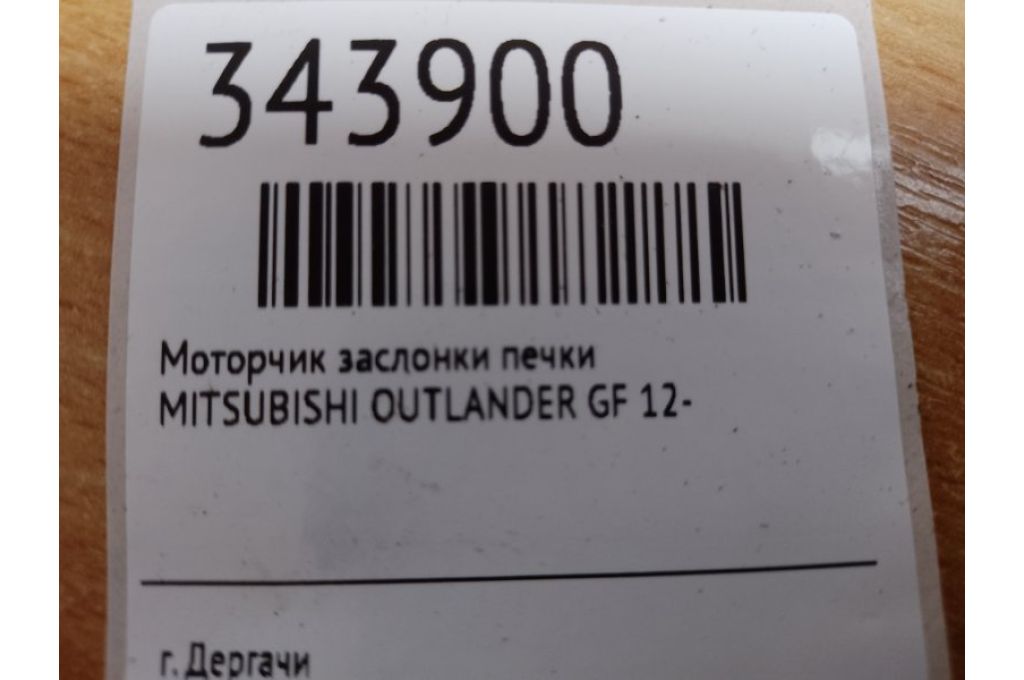 343900
Моторчик заслонки печки
MITSUBISHI OUTLANDER GF 12-
г. Дергачи